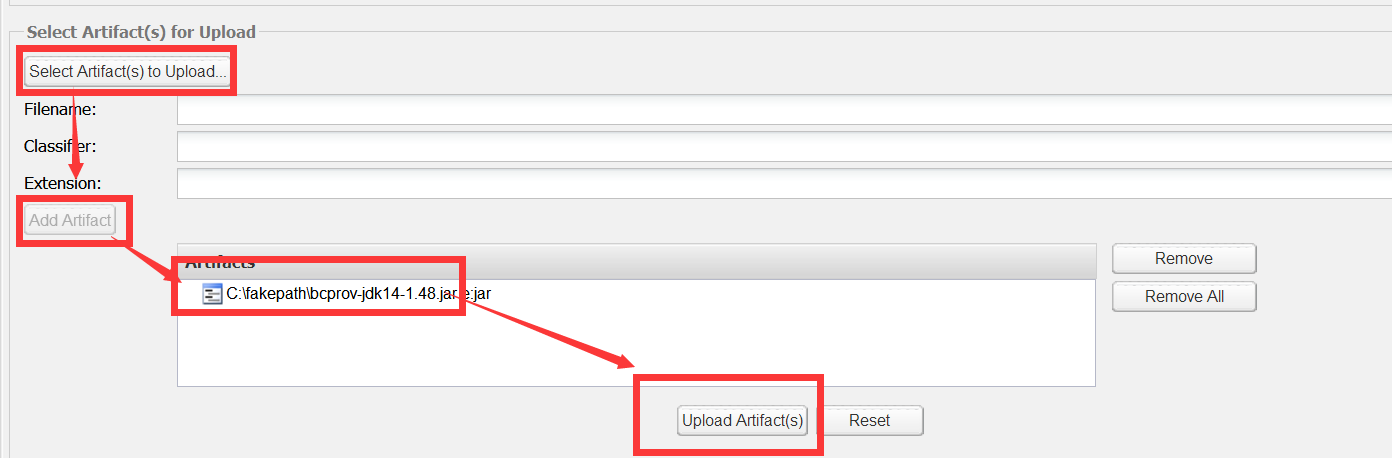 Select Artifact(s) for Upload
Select Artifact(s) to Upload...
Filename:
Classifier:
Extension:
Add Artifact
Artifacts
Remove
C:\fakepath\bcprov-jdk14-1.48.jar e:jar
Remove All
Upload Artifact(s)
Reset